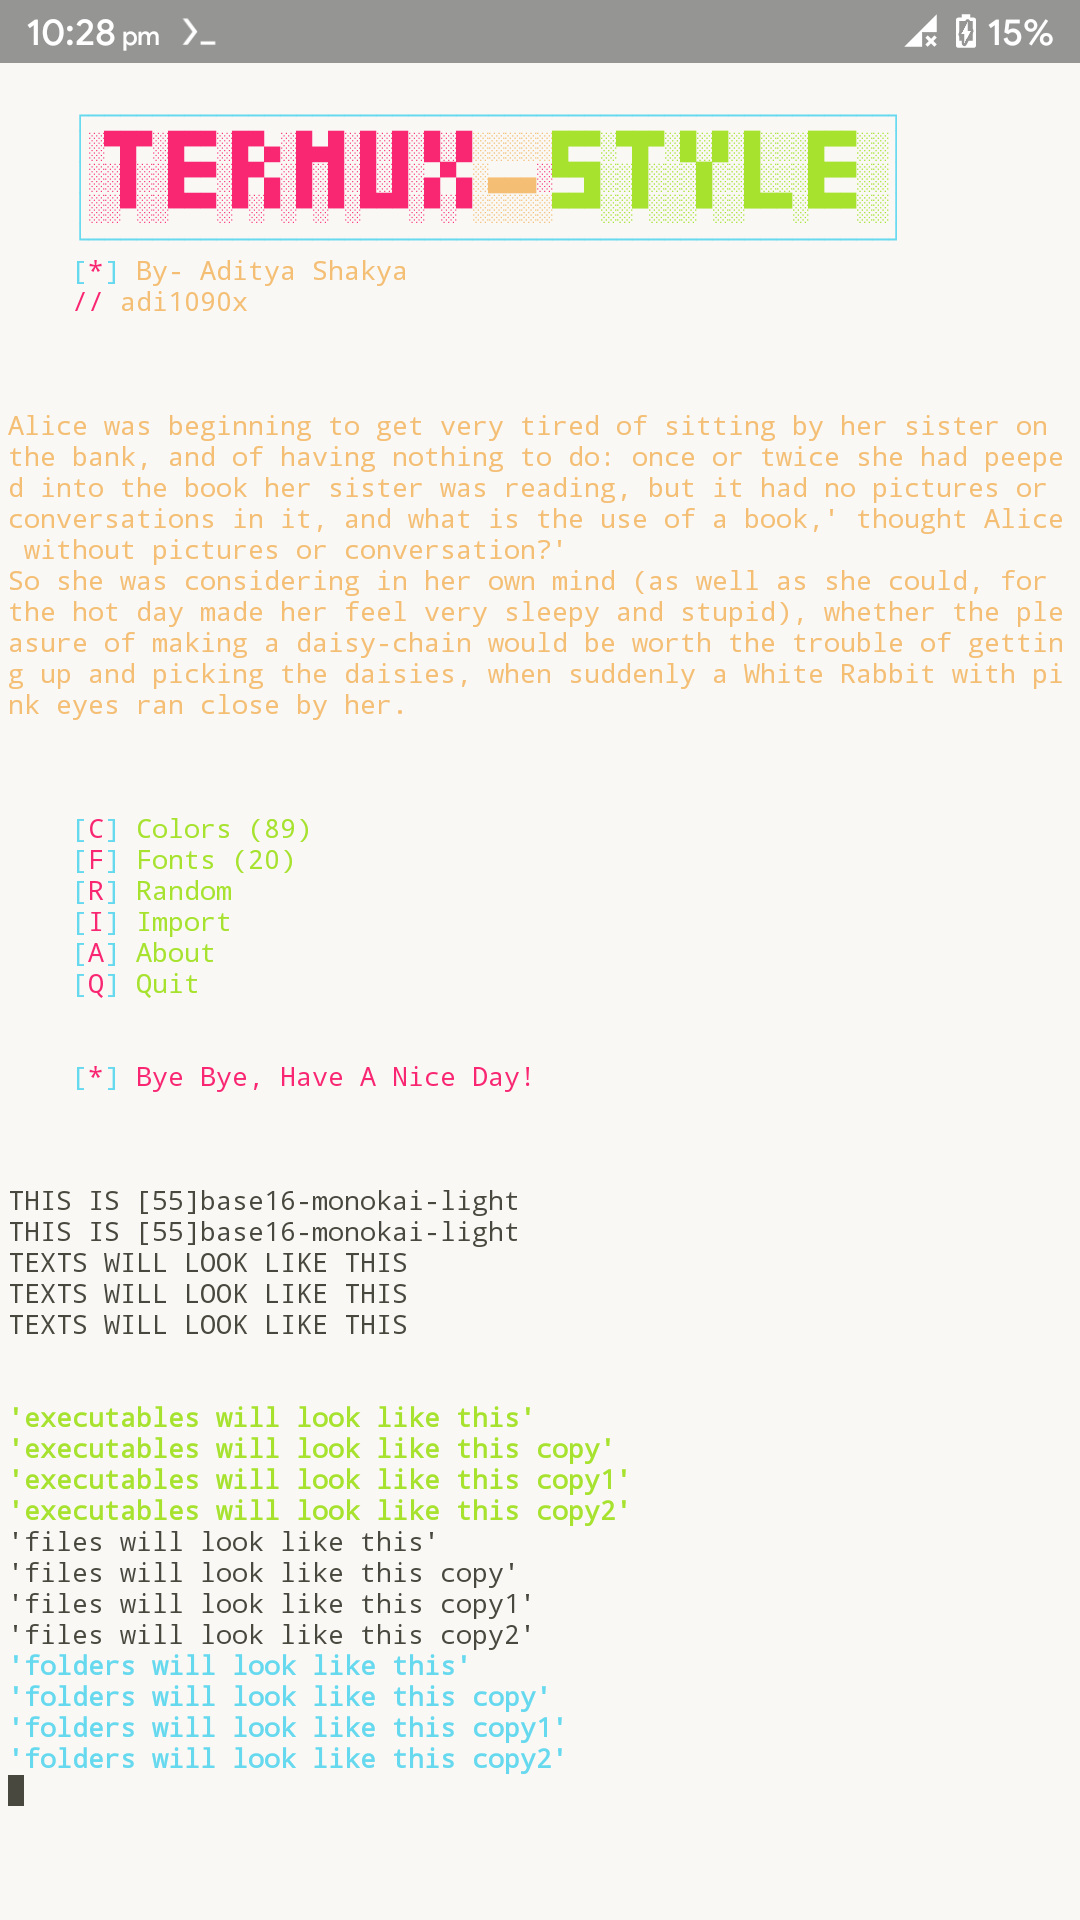 10:28 pm 15%
TERMUX_STYLE
[*] By- Aditya Shakya
// adi1090x
Alice was beginning to get very tired of sitting by her sister on
the bank, and of having nothing to do: once or twice she had peepe
d into the book her sister was reading, but it had no pictures or
conversations in it, and what is the use of a book,' thought Alice
without pictures or conversation?'
So she was considering in her own mind (as well as she could, for
the hot day made her feel very sleepy and stupid), whether the ple
asure of making a daisy-chain would be worth the trouble of gettin
g up and picking the daisies, when suddenly a White Rabbit with pi
nk eyes ran close by her.
[C] Colors (89)
[F] Fonts (20)
[R] Random
[I] Import
[A] About
[Q] Quit
[*] Bye Bye, Have A Nice Day!
THIS IS [55]base16-monokai-light
THIS IS [55]base16-monokai-light
TEXTS WILL LOOK LIKE THIS
TEXTS WILL LOOK LIKE THIS
TEXTS WILL LOOK LIKE THIS
'executables will look like this'
'executables will look like this copy'
'executables will look like this copy1'
'executables will look like this copy2'
'files will look like this'
'files will look like this copy'
'files will look like this copy1'
'files will look like this copy2'
'folders will look like this'
'folders will look like this copy'
'folders will look like this copy1'
'folders will look like this copy2'